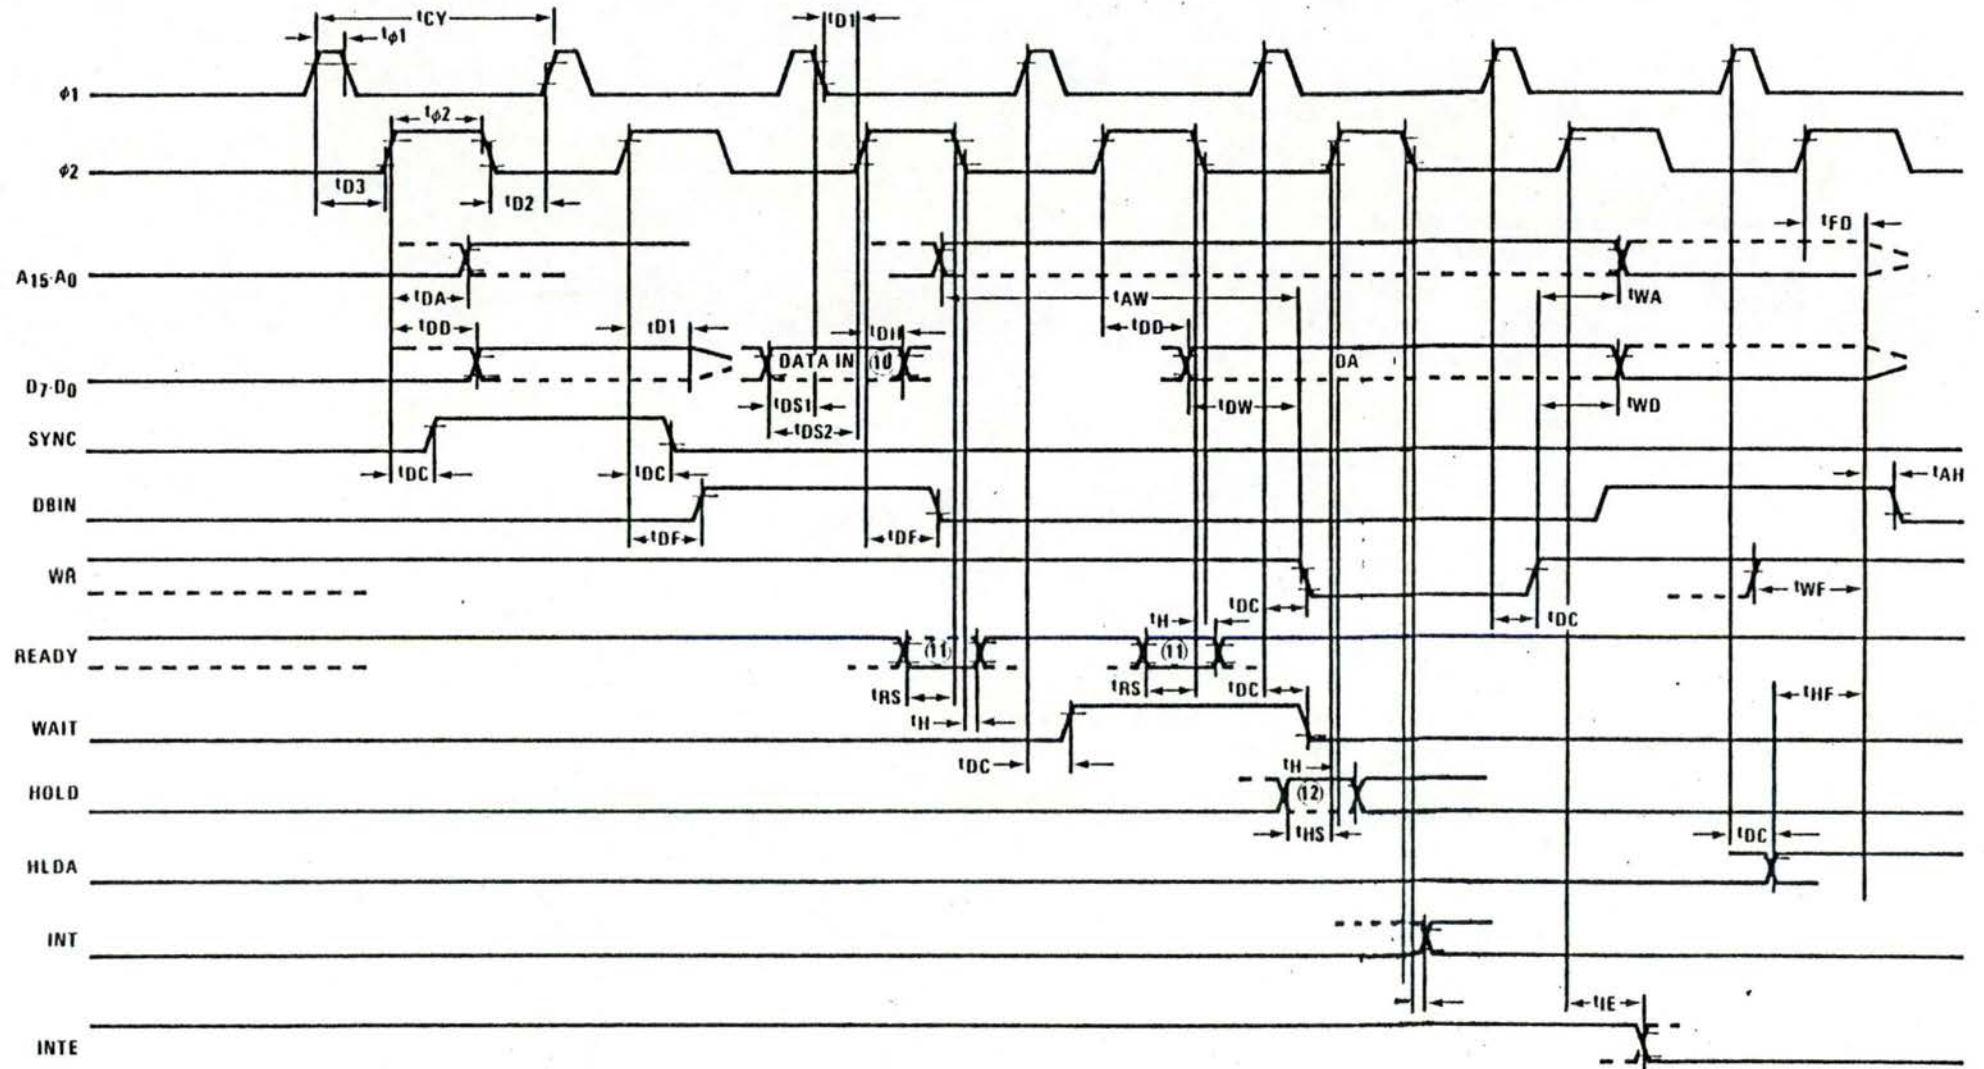 tCY
tD1
tφ1
φ1
tφ2
φ2
tD3
tD2
tFD
A15-A0
tDA
tAW
tWA
tDD
tD1
tDH
tDD
DATA IN (10)
DA
D7-D0
tDS1
tDW
tWD
tDS2
SYNC
tDC
tDC
tAH
DBIN
tDF
tDF
WR
tWF
tDC
tH
tDC
READY
(11)
(11)
tRS
tRS
tDC
tHF
tH
WAIT
tDC
tH
HOLD
(12)
tHS
tDC
HLDA
INT
tIE
INTE